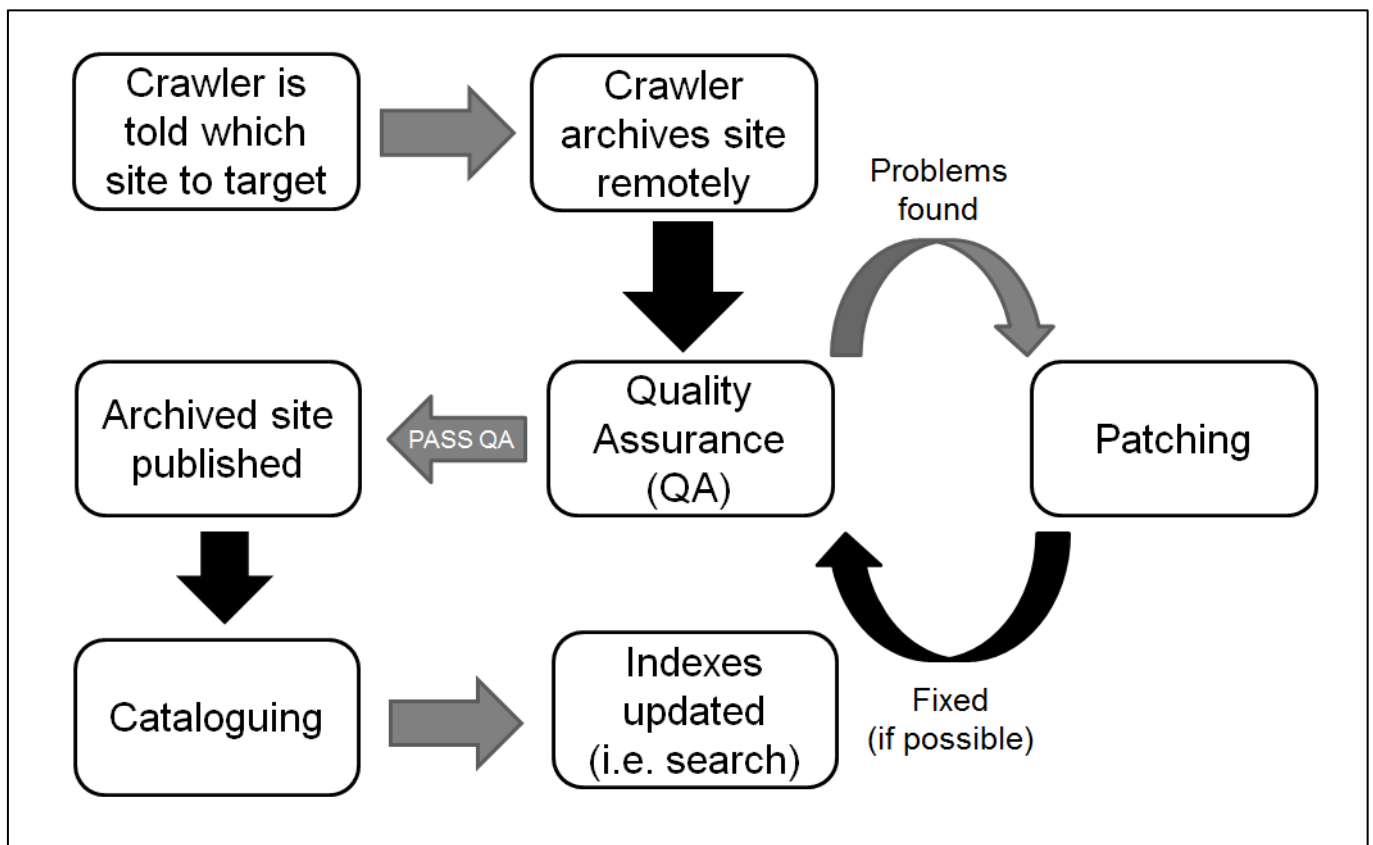 Crawler is
told which
site to target
Crawler
archives site
remotely
Problems
found
Archived site
published
PASS QA
Quality
Assurance
(QA)
Patching
Cataloguing
Indexes
updated
(i.e. search)
Fixed
(if possible)